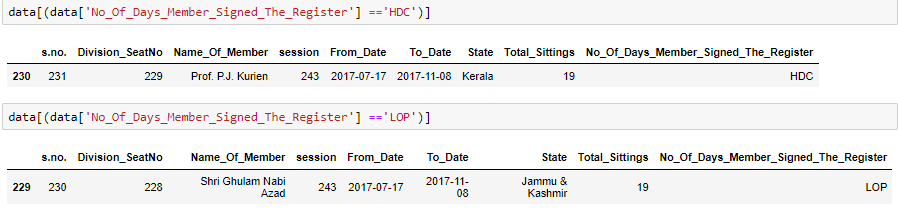 data[(data['No_Of_Days_Member_Signed_The_Register'] =='HDC')]
s.no. Division_SeatNo Name_Of_Member session From_Date To_Date State Total_Sittings No_Of_Days_Member_Signed_The_Register
230 231 229 Prof. P.J. Kurien 243 2017-07-17 2017-11-08 Kerala 19 HDC
data[(data['No_Of_Days_Member_Signed_The_Register'] =='LOP')]
s.no. Division_SeatNo Name_Of_Member session From_Date To_Date State Total_Sittings No_Of_Days_Member_Signed_The_Register
229 230 228 Shri Ghulam Nabi Azad 243 2017-07-17 2017-11-08 Jammu & Kashmir 19 LOP